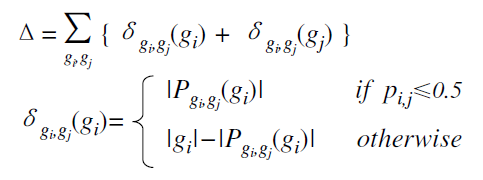 Δ = ∑ { δ_{g_i,g_j}(g_i) + δ_{g_i,g_j}(g_j) }
g_i,g_j
|P_{g_i,g_j}(g_i)| if p_{i,j}⩽0.5
δ_{g_i,g_j}(g_i)= {
|g_i|−|P_{g_i,g_j}(g_i)| otherwise